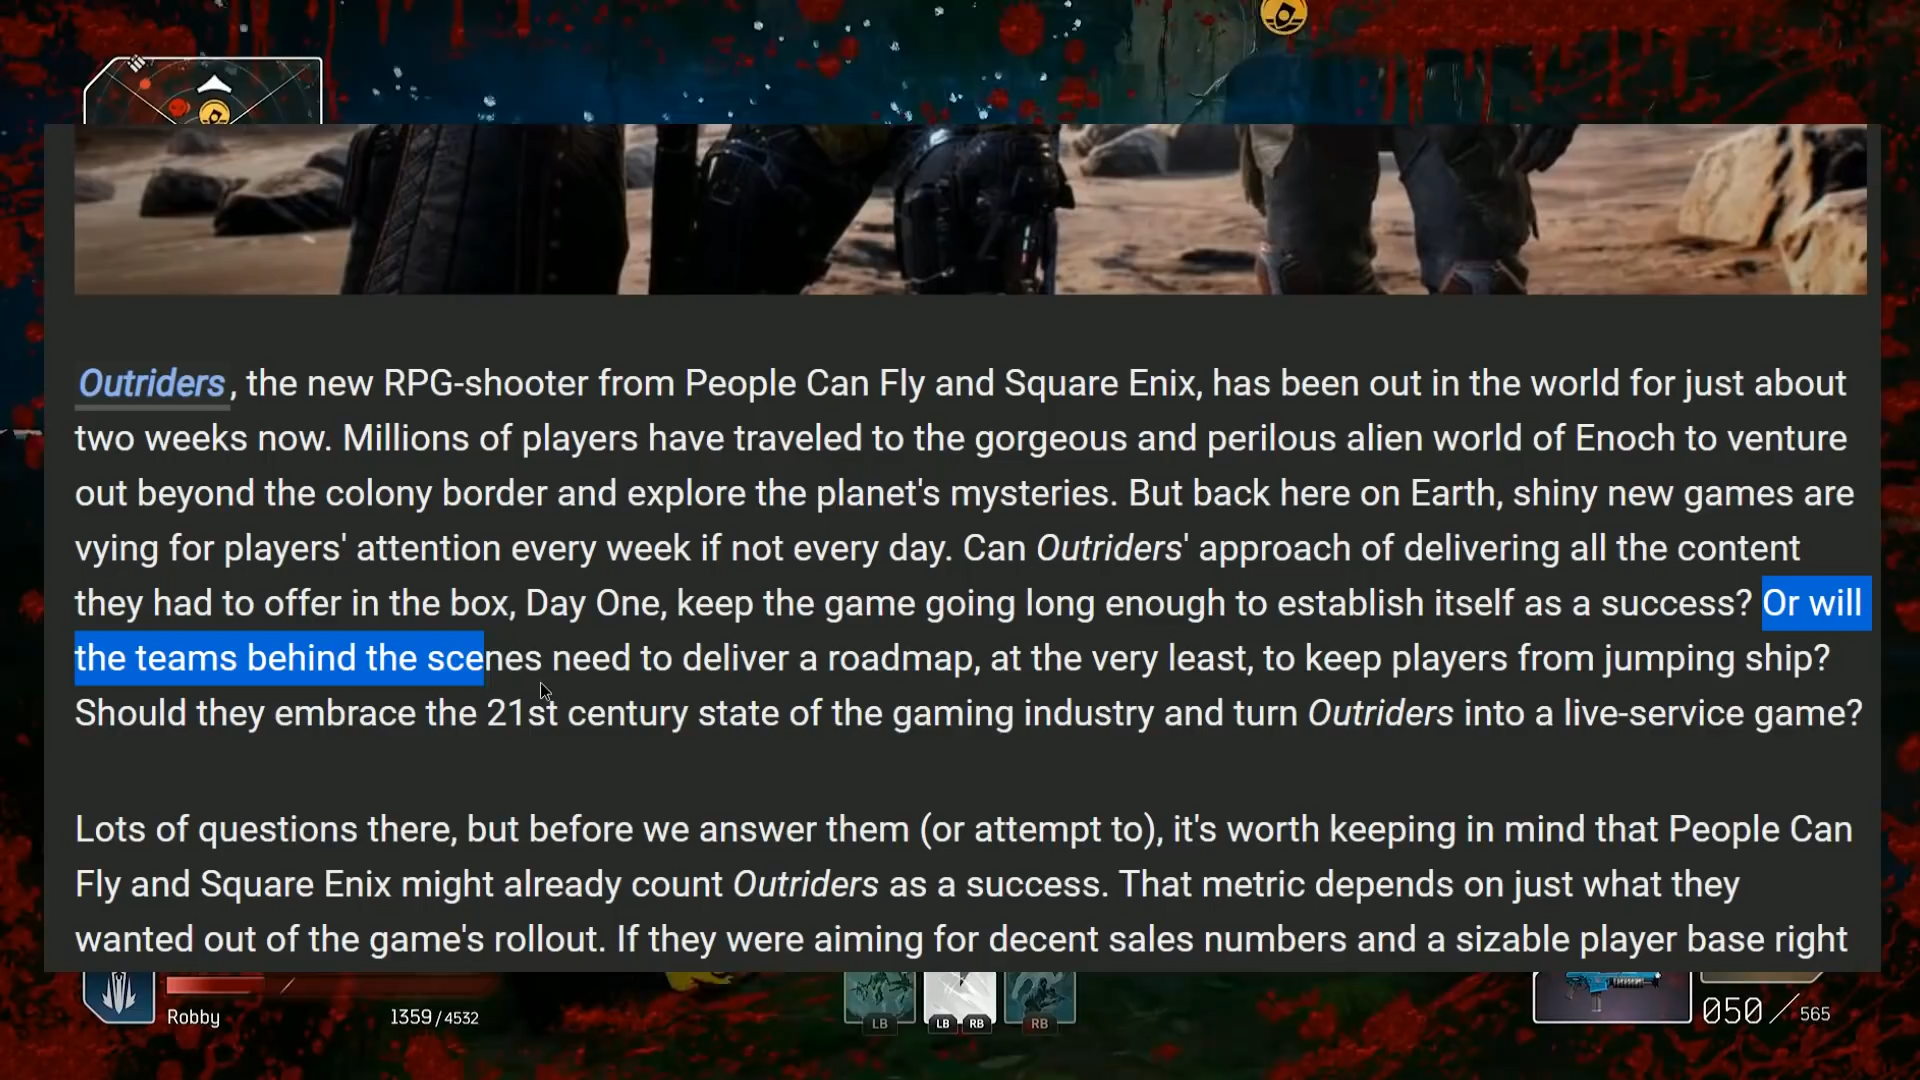 Outriders, the new RPG-shooter from People Can Fly and Square Enix, has been out in the world for just about
two weeks now. Millions of players have traveled to the gorgeous and perilous alien world of Enoch to venture
out beyond the colony border and explore the planet's mysteries. But back here on Earth, shiny new games are
vying for players' attention every week if not every day. Can Outriders' approach of delivering all the content
they had to offer in the box, Day One, keep the game going long enough to establish itself as a success? Or will
the teams behind the scenes need to deliver a roadmap, at the very least, to keep players from jumping ship?
Should they embrace the 21st century state of the gaming industry and turn Outriders into a live-service game?
Lots of questions there, but before we answer them (or attempt to), it's worth keeping in mind that People Can
Fly and Square Enix might already count Outriders as a success. That metric depends on just what they
wanted out of the game's rollout. If they were aiming for decent sales numbers and a sizable player base right
Robby 1359/4532 LB LB RB RB 050/565